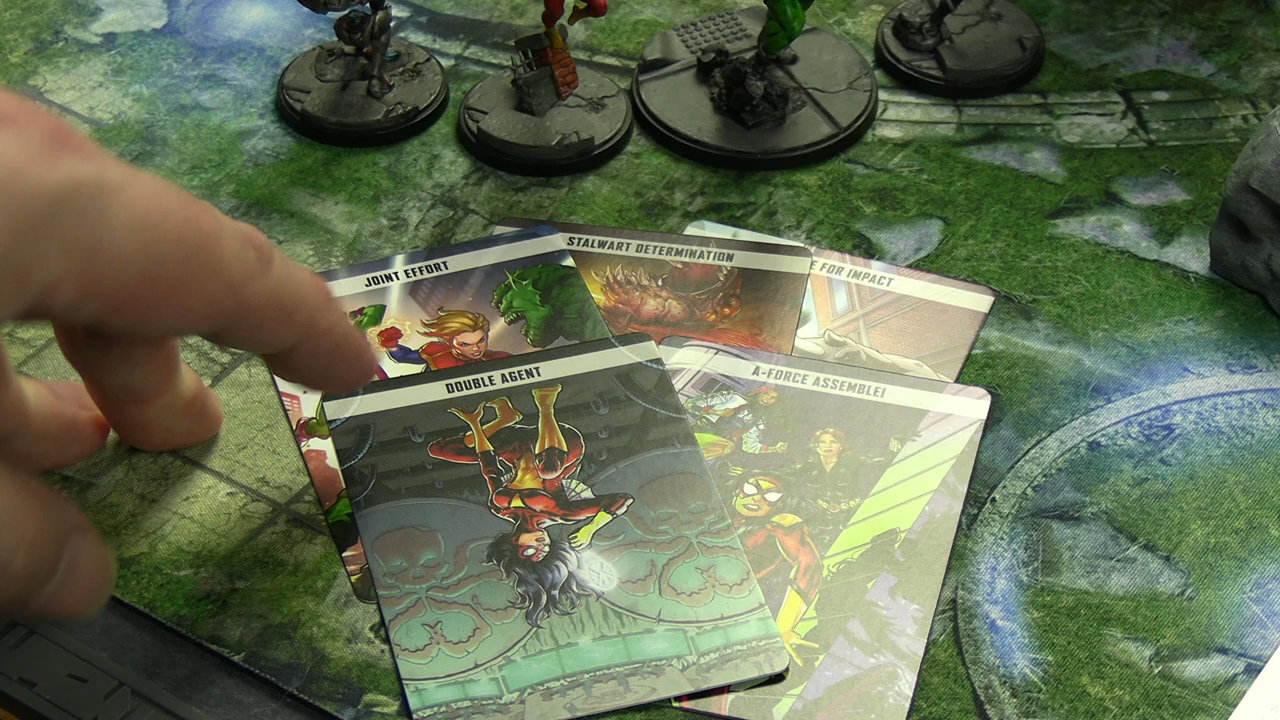 JOINT EFFORT
STALWART DETERMINATION
E FOR IMPACT
DOUBLE AGENT
A-FORCE ASSEMBLE!